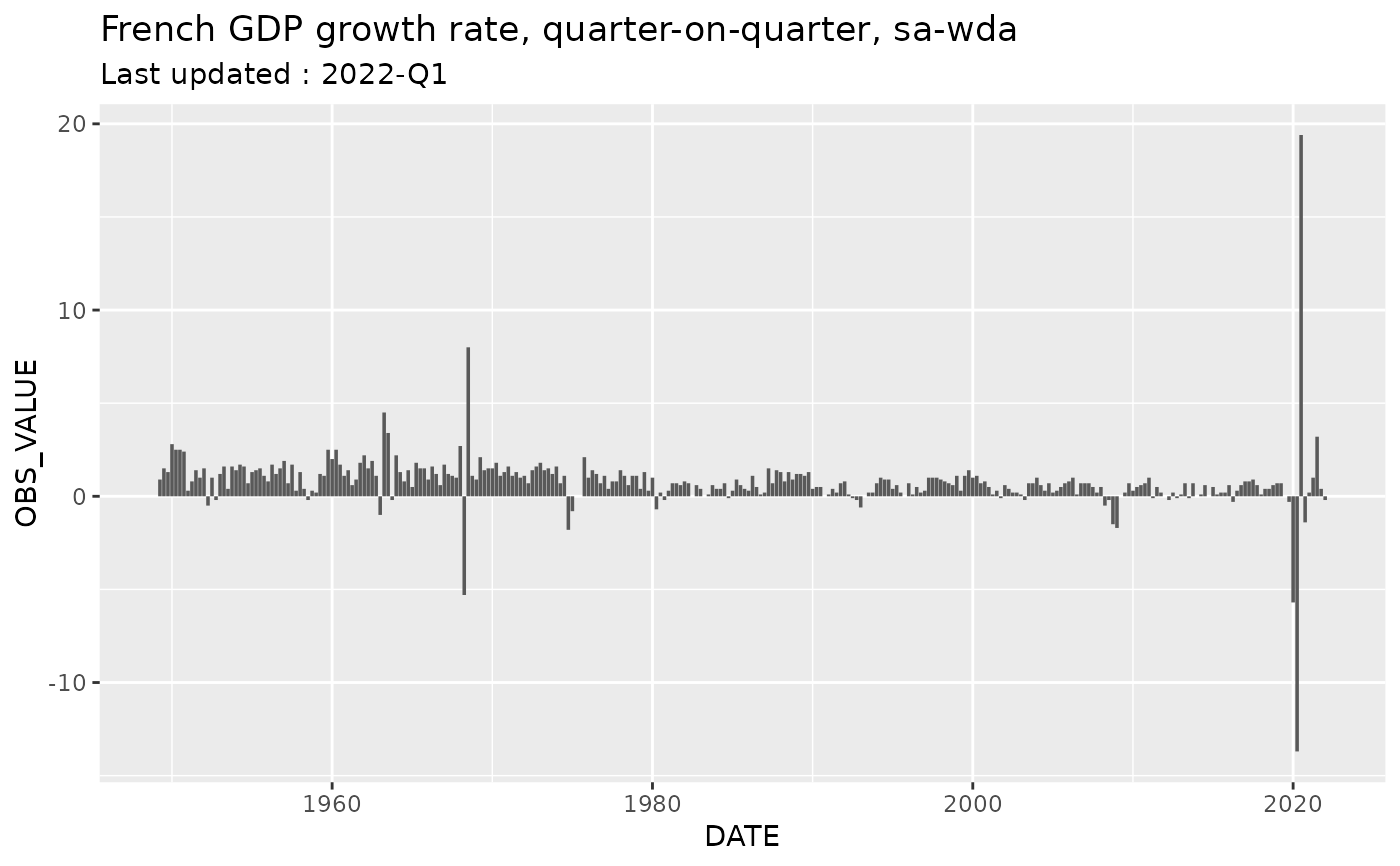 French GDP growth rate, quarter-on-quarter, sa-wda
Last updated : 2022-Q1
20
10
0
-10
OBS_VALUE
1960
1980
2000
2020
DATE